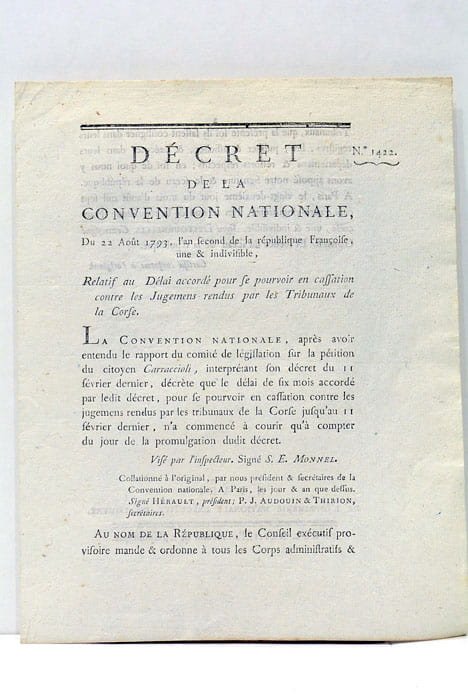 DÉCRET
N.° 1422.
DE LA
CONVENTION NATIONALE,
Du 22 Août 1793, l'an second de la république Françoise,
une & indivisible,
Relatif au Délai accordé pour se pourvoir en cassation
contre les Jugemens rendus par les Tribunaux de
la Corse.
LA CONVENTION NATIONALE, après avoir
entendu le rapport du comité de législation sur la pétition
du citoyen Carraccioli, interprétant son décret du 11
février dernier, décrète que le délai de six mois accordé
par ledit décret, pour se pourvoir en cassation contre les
jugemens rendus par les tribunaux de la Corse jusqu'au 11
février dernier, n'a commencé à courir qu'à compter
du jour de la promulgation dudit décret.
Visé par l'inspecteur. Signé S. E. MONNEL.
Collationné à l'original, par nous président & secrétaires de la
Convention nationale. A Paris, les jour & an que dessus.
Signé HÉRAULT, président; P. J. AUDOUIN & THIRION,
secrétaires.
AU NOM DE LA RÉPUBLIQUE, le Conseil exécutif pro-
visoire mande & ordonne à tous les Corps administratifs &